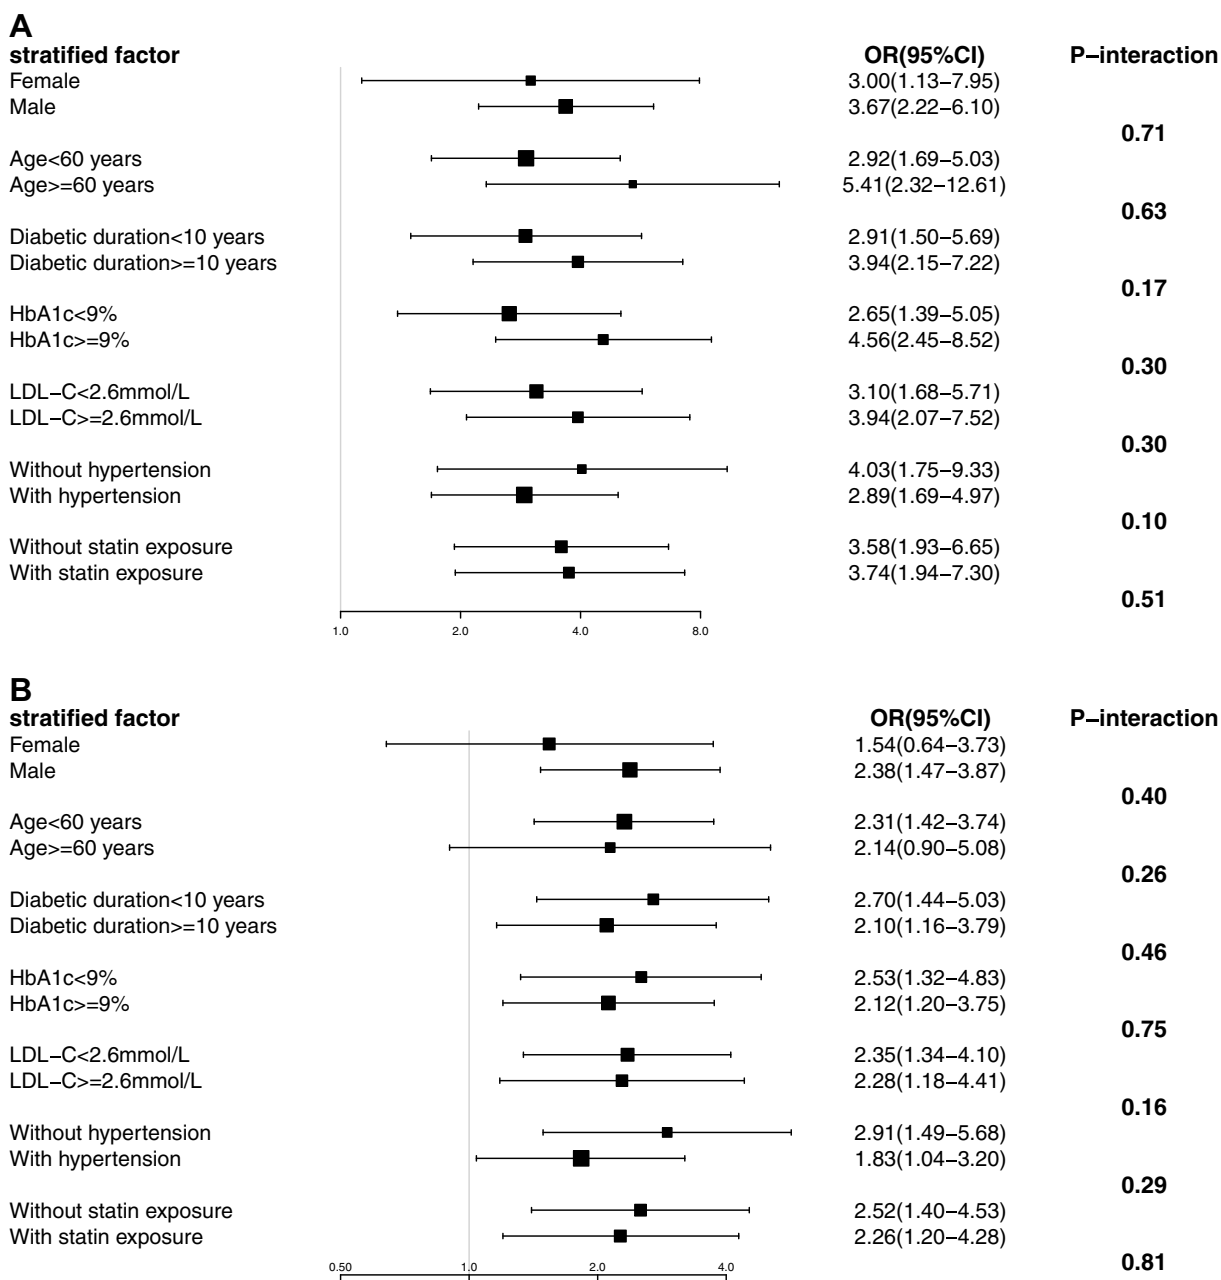 A
stratified factor OR(95%CI) P−interaction
Female 3.00(1.13−7.95)
Male 3.67(2.22−6.10)
0.71
Age<60 years 2.92(1.69−5.03)
Age>=60 years 5.41(2.32−12.61)
0.63
Diabetic duration<10 years 2.91(1.50−5.69)
Diabetic duration>=10 years 3.94(2.15−7.22)
0.17
HbA1c<9% 2.65(1.39−5.05)
HbA1c>=9% 4.56(2.45−8.52)
0.30
LDL−C<2.6mmol/L 3.10(1.68−5.71)
LDL−C>=2.6mmol/L 3.94(2.07−7.52)
0.30
Without hypertension 4.03(1.75−9.33)
With hypertension 2.89(1.69−4.97)
0.10
Without statin exposure 3.58(1.93−6.65)
With statin exposure 3.74(1.94−7.30)
0.51
1.0 2.0 4.0 8.0
B
stratified factor OR(95%CI) P−interaction
Female 1.54(0.64−3.73)
Male 2.38(1.47−3.87)
0.40
Age<60 years 2.31(1.42−3.74)
Age>=60 years 2.14(0.90−5.08)
0.26
Diabetic duration<10 years 2.70(1.44−5.03)
Diabetic duration>=10 years 2.10(1.16−3.79)
0.46
HbA1c<9% 2.53(1.32−4.83)
HbA1c>=9% 2.12(1.20−3.75)
0.75
LDL−C<2.6mmol/L 2.35(1.34−4.10)
LDL−C>=2.6mmol/L 2.28(1.18−4.41)
0.16
Without hypertension 2.91(1.49−5.68)
With hypertension 1.83(1.04−3.20)
0.29
Without statin exposure 2.52(1.40−4.53)
With statin exposure 2.26(1.20−4.28)
0.81
0.50 1.0 2.0 4.0